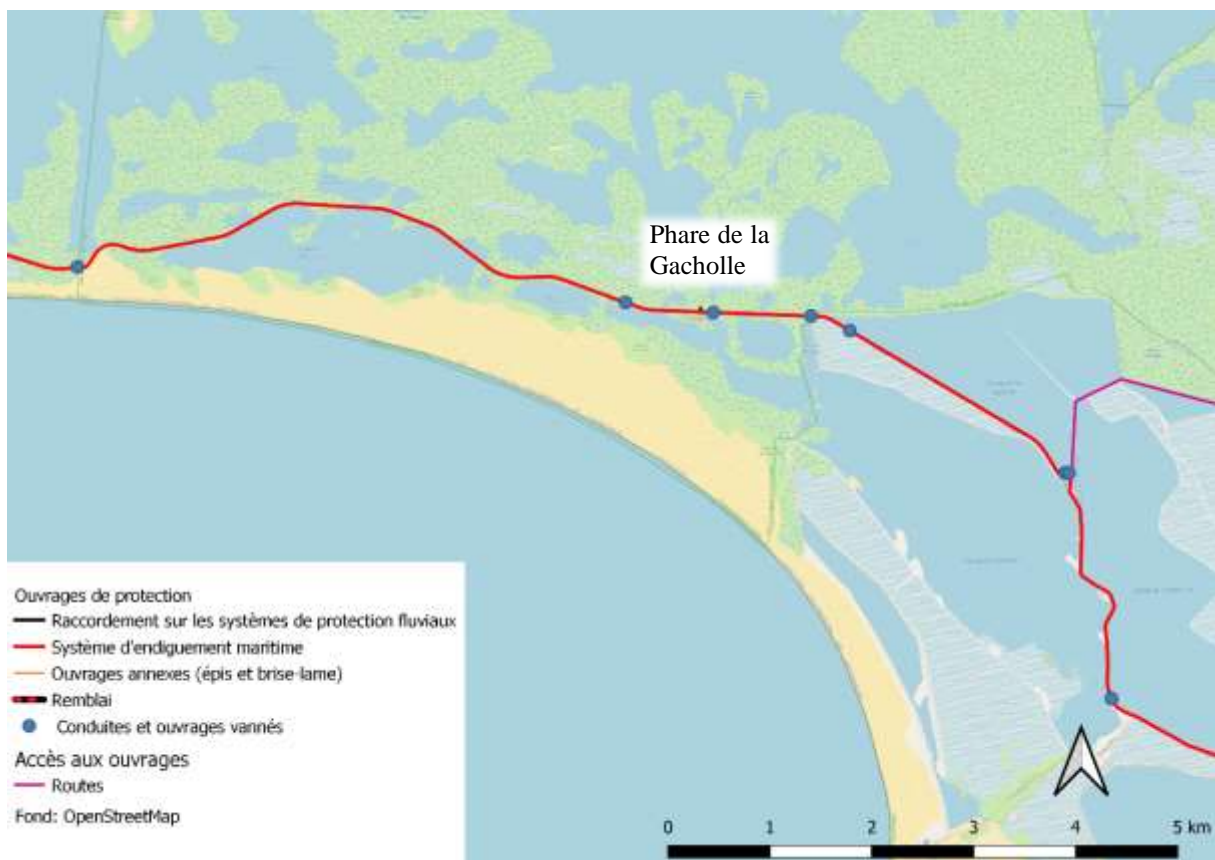 Phare de la
Gacholle
Ouvrages de protection
Raccordement sur les systèmes de protection fluviaux
Système d'endiguement maritime
Ouvrages annexes (épis et brise-lame)
Remblai
Conduites et ouvrages vannés
Accès aux ouvrages
Routes
Fond: OpenStreetMap
0 1 2 3 4 5 km